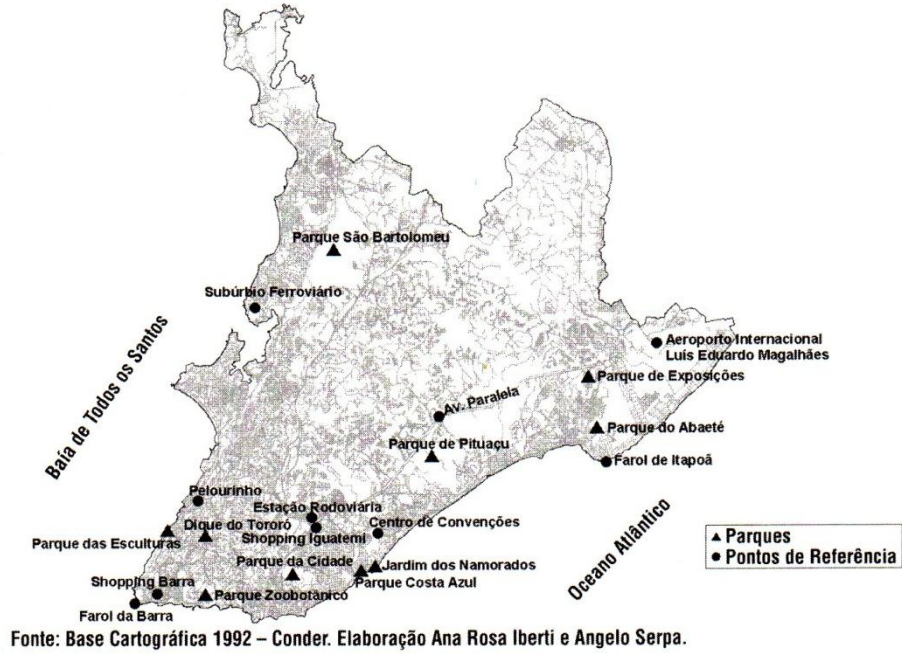 Parque São Bartolomeu
Subúrbio Ferroviário
Baía de Todos os Santos
Aeroporto Internacional
Luís Eduardo Magalhães
Parque de Exposições
Av. Paralela
Parque do Abaeté
Parque de Pituaçu
Farol de Itapoã
Pelourinho
Estação Rodoviária
Dique do Tororó
Shopping Iguatemi
Centro de Convenções
Parque das Esculturas
Oceano Atlântico
Parque da Cidade
Jardim dos Namorados
Parque Costa Azul
Shopping Barra
Parque Zoobotânico
Farol da Barra
Parques
Pontos de Referência
Fonte: Base Cartográfica 1992 – Conder. Elaboração Ana Rosa Iberti e Angelo Serpa.